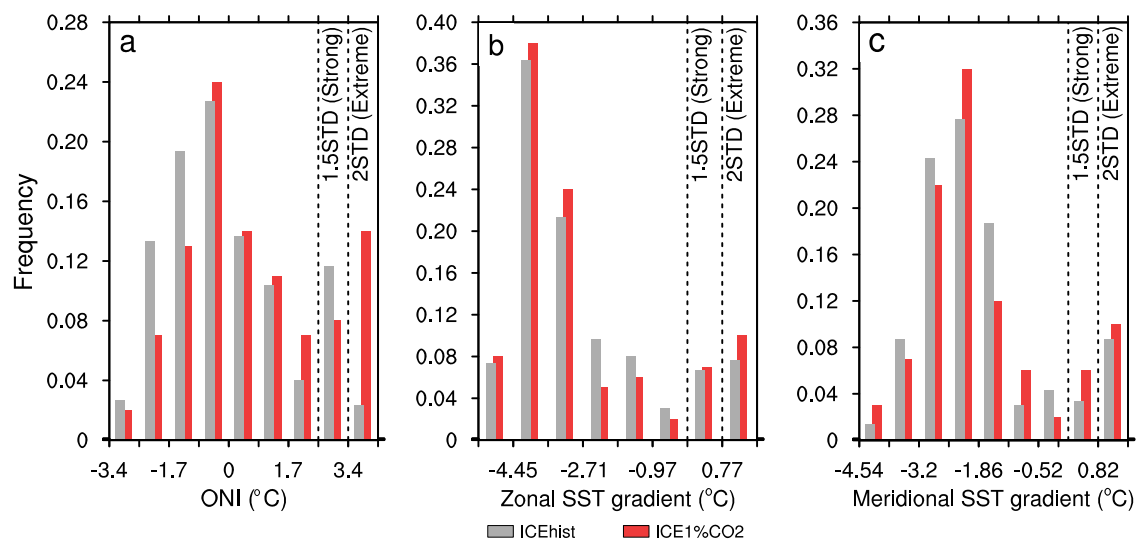 a
0.28
0.24
0.20
0.16
0.12
0.08
0.04
0
Frequency
1.5STD (Strong)
2STD (Extreme)
-3.4 -1.7 0 1.7 3.4
ONI (°C)
b
0.40
0.36
0.32
0.28
0.24
0.20
0.16
0.12
0.08
0.04
0
1.5STD (Strong)
2STD (Extreme)
-4.45 -2.71 -0.97 0.77
Zonal SST gradient (°C)
c
0.36
0.32
0.28
0.24
0.20
0.16
0.12
0.08
0.04
0
1.5STD (Strong)
2STD (Extreme)
-4.54 -3.2 -1.86 -0.52 0.82
Meridional SST gradient (°C)
ICEhist ICE1%CO2